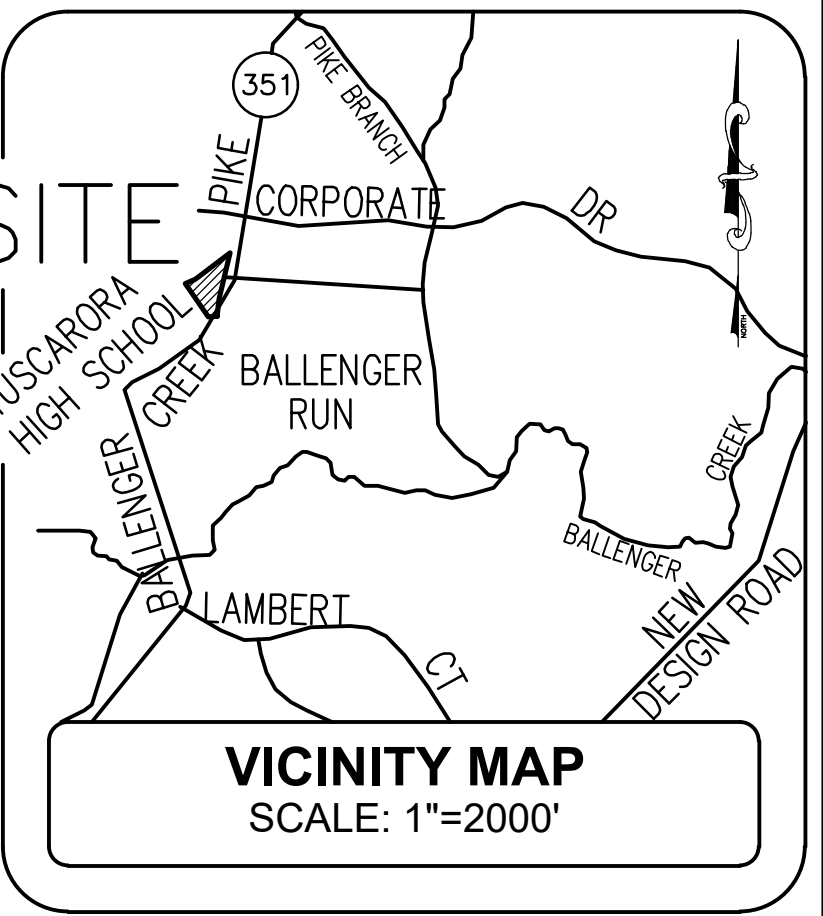 351
PIKE BRANCH
PIKE
CORPORATE
DR
SITE
NORTH
USCARORA
HIGH SCHOOL
CREEK
BALLENGER
RUN
BALLENGER
CREEK
BALLENGER
LAMBERT
CT
NEW
DESIGN ROAD
VICINITY MAP
SCALE: 1"=2000'